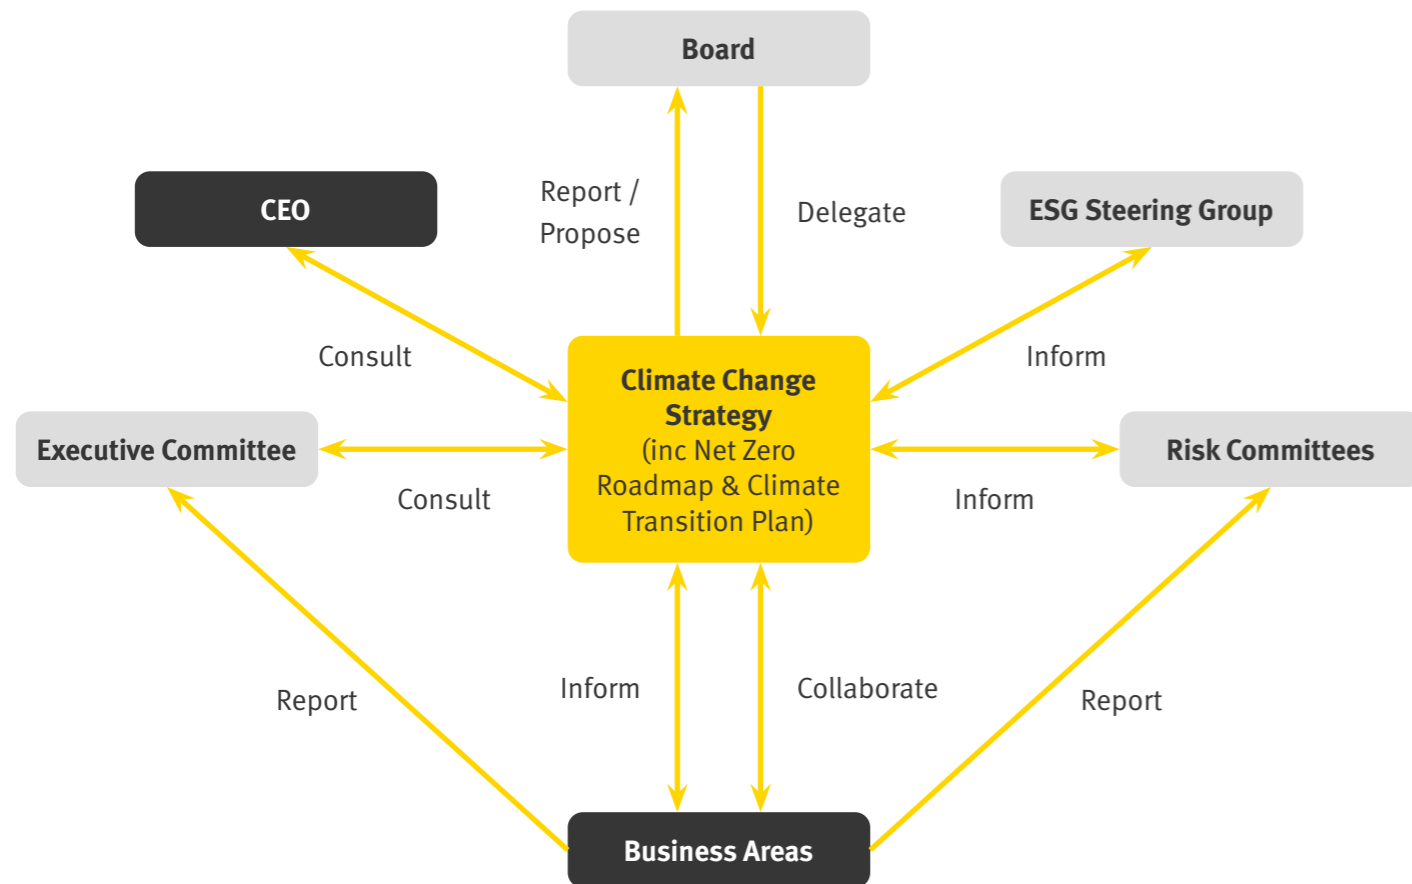 Board
Report /
Propose
Delegate
CEO
ESG Steering Group
Consult
Inform
Climate Change
Strategy
(inc Net Zero
Roadmap & Climate
Transition Plan)
Executive Committee
Risk Committees
Consult
Inform
Report
Inform
Collaborate
Report
Business Areas